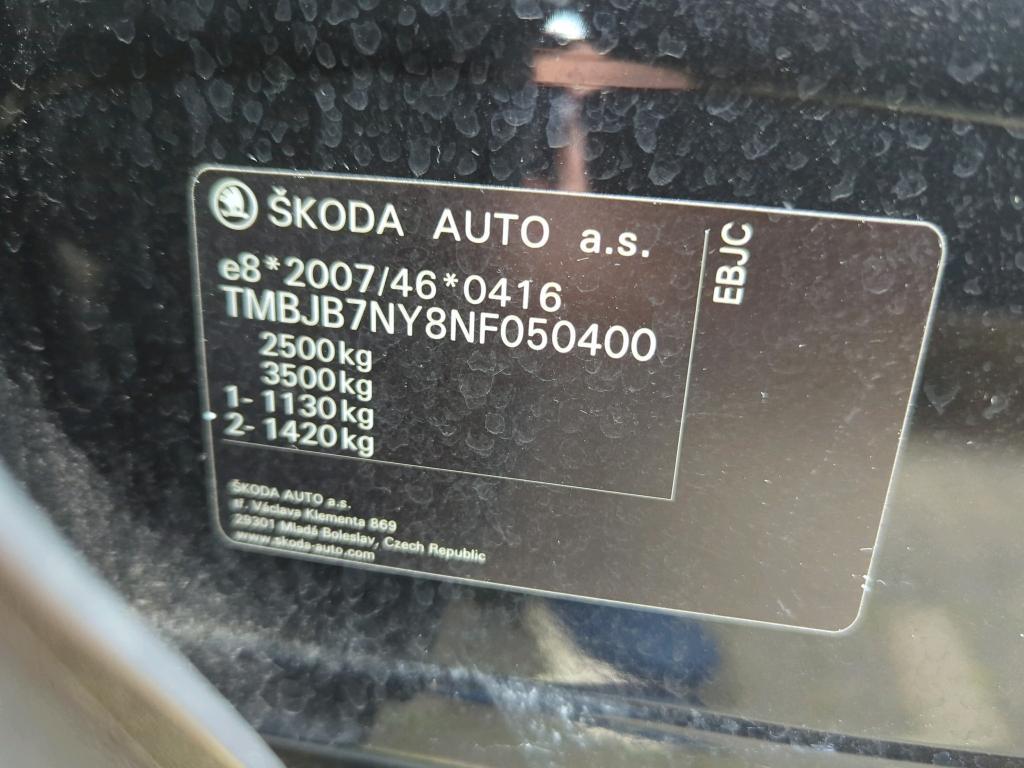 ŠKODA AUTO a.s.
e8*2007/46*0416
TMBJB7NY8NF050400
2500kg
3500kg
1- 1130kg
2- 1420kg
EBJC
ŠKODA AUTO a.s.
tř. Václava Klementa 869
29301 Mladá Boleslav, Czech Republic
www.skoda-auto.com